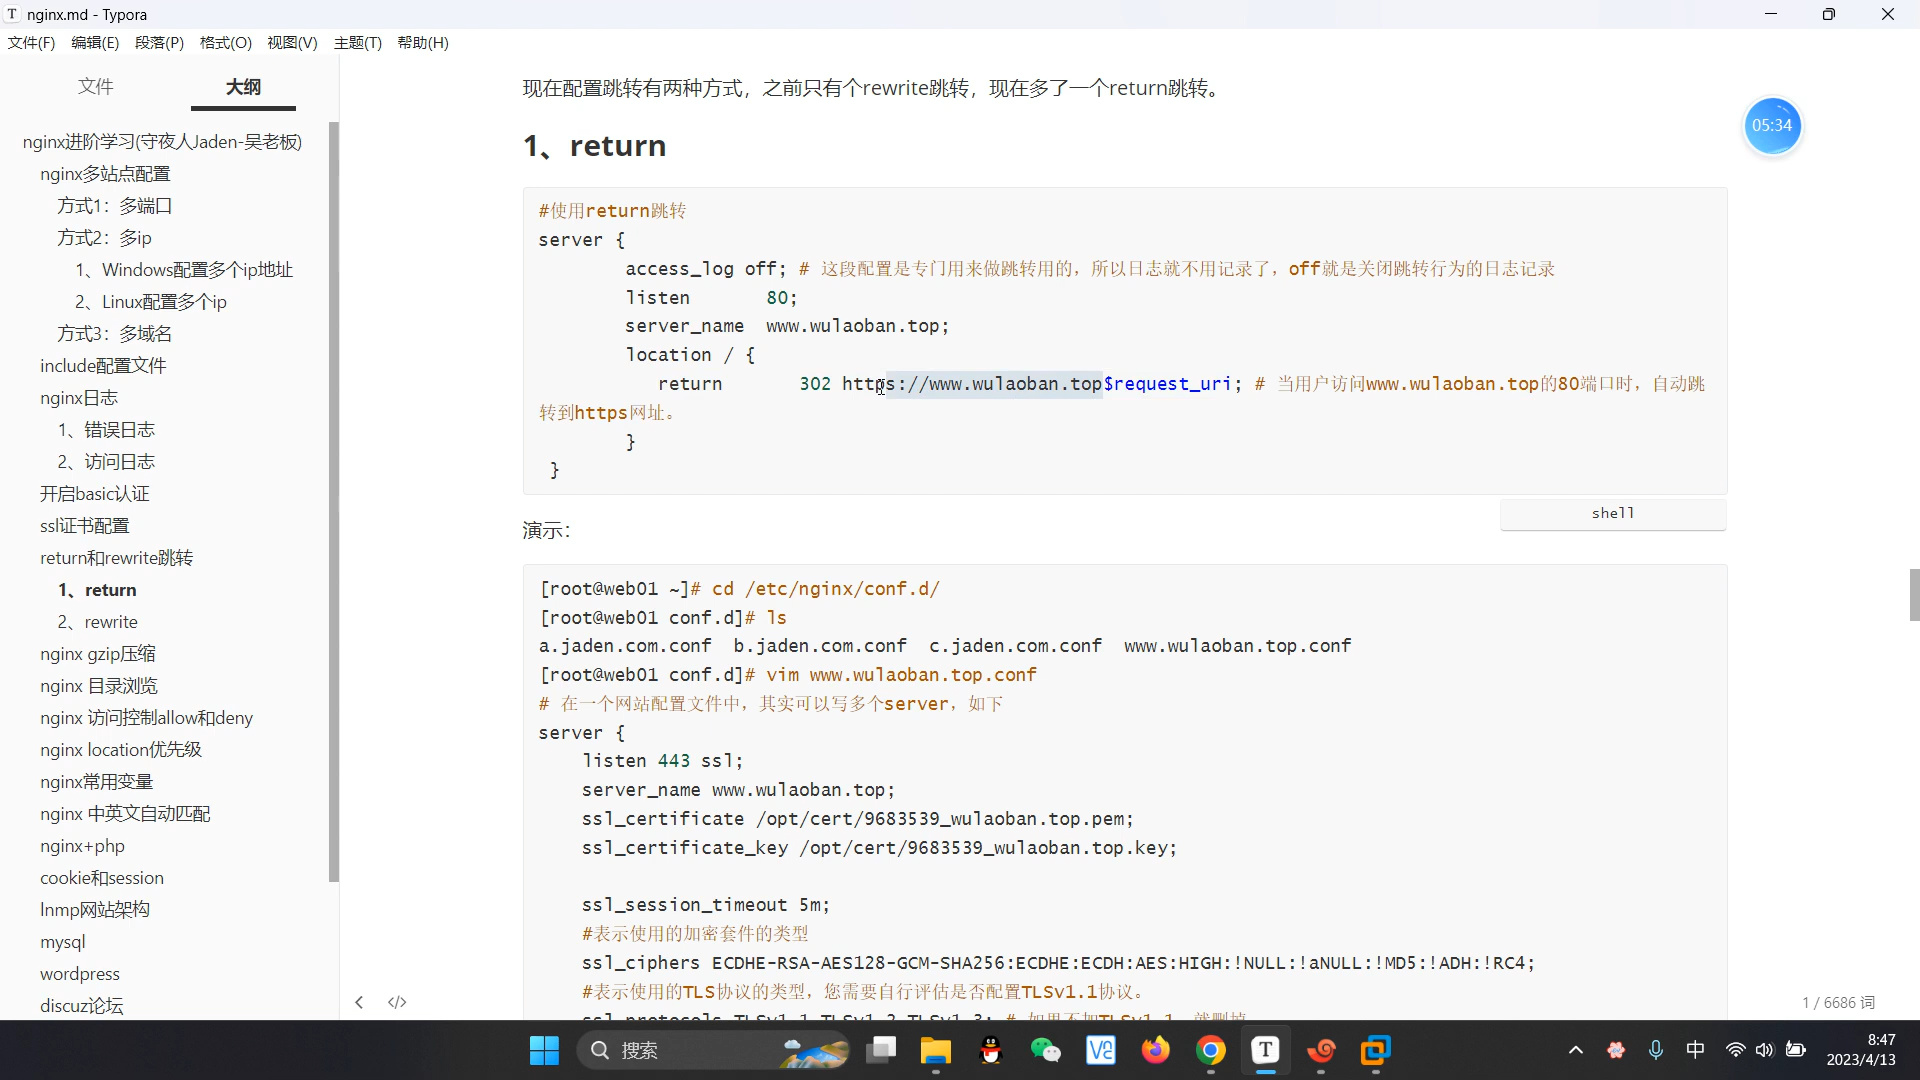 nginx.md - Typora
文件(F) 编辑(E) 段落(P) 格式(O) 视图(V) 主题(T) 帮助(H)
文件 大纲
nginx进阶学习(守夜人Jaden-吴老板)
nginx多站点配置
方式1：多端口
方式2：多ip
1、Windows配置多个ip地址
2、Linux配置多个ip
方式3：多域名
include配置文件
nginx日志
1、错误日志
2、访问日志
开启basic认证
ssl证书配置
return和rewrite跳转
1、return
2、rewrite
nginx gzip压缩
nginx 目录浏览
nginx 访问控制allow和deny
nginx location优先级
nginx常用变量
nginx 中英文自动匹配
nginx+php
cookie和session
lnmp网站架构
mysql
wordpress
discuz论坛
现在配置跳转有两种方式，之前只有个rewrite跳转，现在多了一个return跳转。
05:34
1、return
#使用return跳转
server {
access_log off; # 这段配置是专门用来做跳转用的，所以日志就不用记录了，off就是关闭跳转行为的日志记录
listen 80;
server_name www.wulaoban.top;
location / {
return 302 https://www.wulaoban.top$request_uri; # 当用户访问www.wulaoban.top的80端口时，自动跳
转到https网址。
}
}
shell
演示：
[root@web01 ~]# cd /etc/nginx/conf.d/
[root@web01 conf.d]# ls
a.jaden.com.conf b.jaden.com.conf c.jaden.com.conf www.wulaoban.top.conf
[root@web01 conf.d]# vim www.wulaoban.top.conf
# 在一个网站配置文件中，其实可以写多个server，如下
server {
listen 443 ssl;
server_name www.wulaoban.top;
ssl_certificate /opt/cert/9683539_wulaoban.top.pem;
ssl_certificate_key /opt/cert/9683539_wulaoban.top.key;
ssl_session_timeout 5m;
#表示使用的加密套件的类型
ssl_ciphers ECDHE-RSA-AES128-GCM-SHA256:ECDHE:ECDH:AES:HIGH:!NULL:!aNULL:!MD5:!ADH:!RC4;
#表示使用的TLS协议的类型，您需要自行评估是否配置TLSv1.1协议。
1 / 6686 词
搜索
中
8:47
2023/4/13